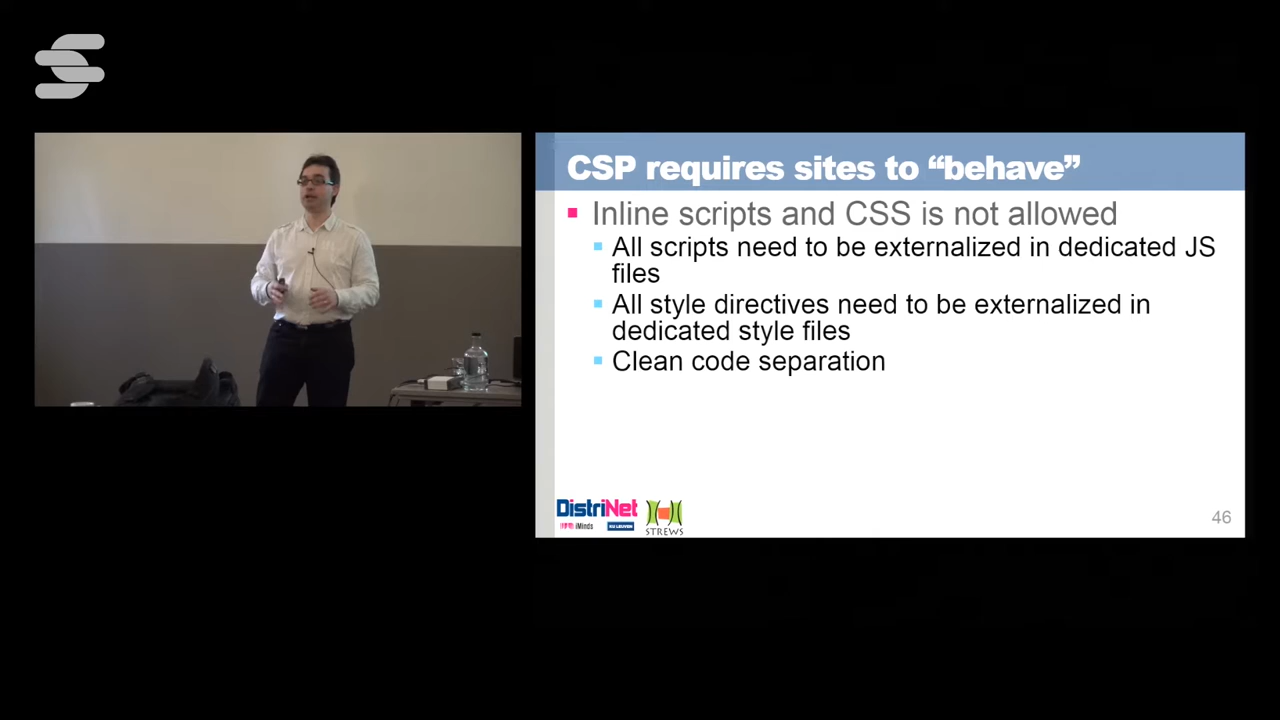 CSP requires sites to “behave”
Inline scripts and CSS is not allowed
All scripts need to be externalized in dedicated JS
files
All style directives need to be externalized in
dedicated style files
Clean code separation
DistriNet
iMinds
KU LEUVEN
STREWS
46